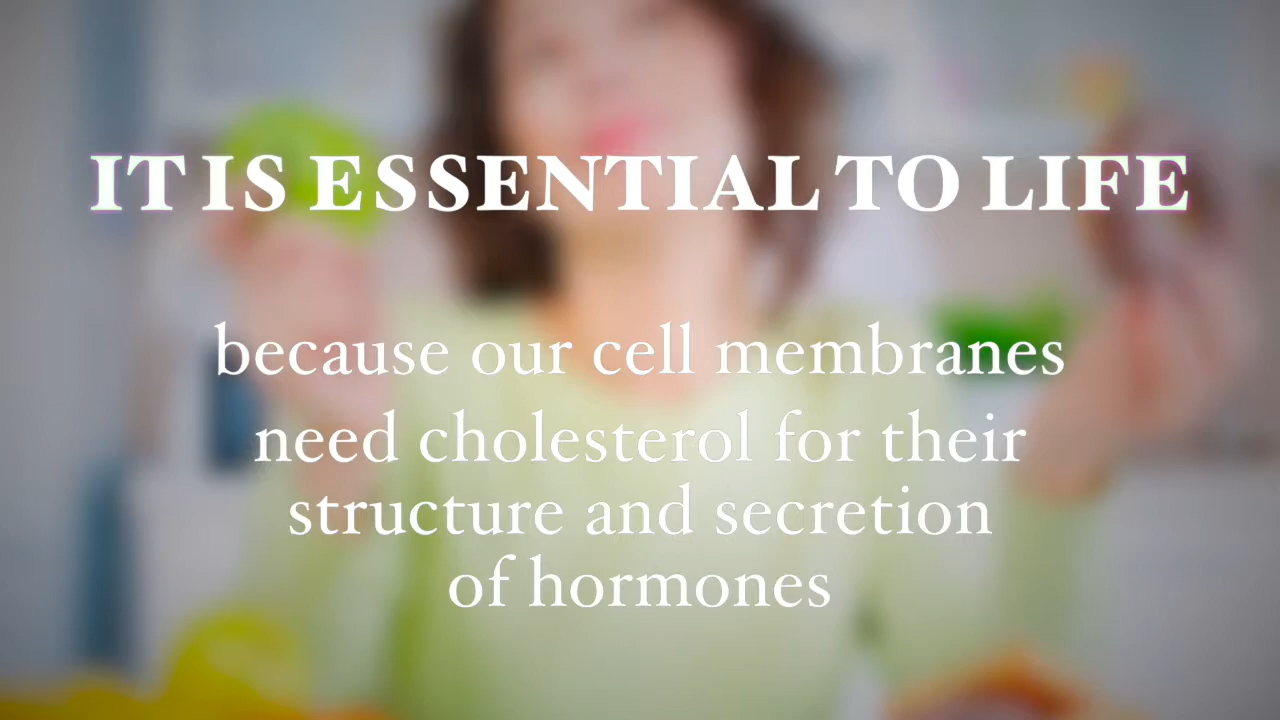 IT IS ESSENTIAL TO LIFE
because our cell membranes
need cholesterol for their
structure and secretion
of hormones